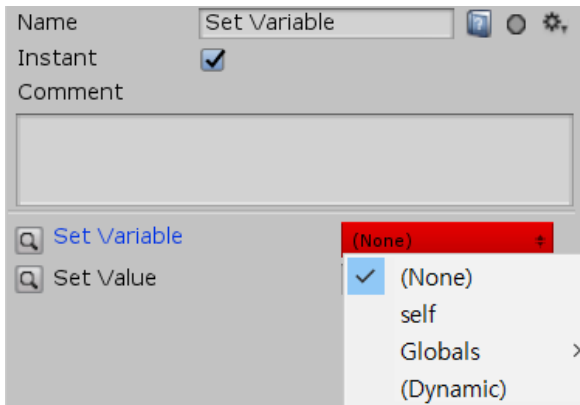 Name Set Variable
Instant
Comment
Set Variable (None)
Set Value (None)
self
Globals
(Dynamic)